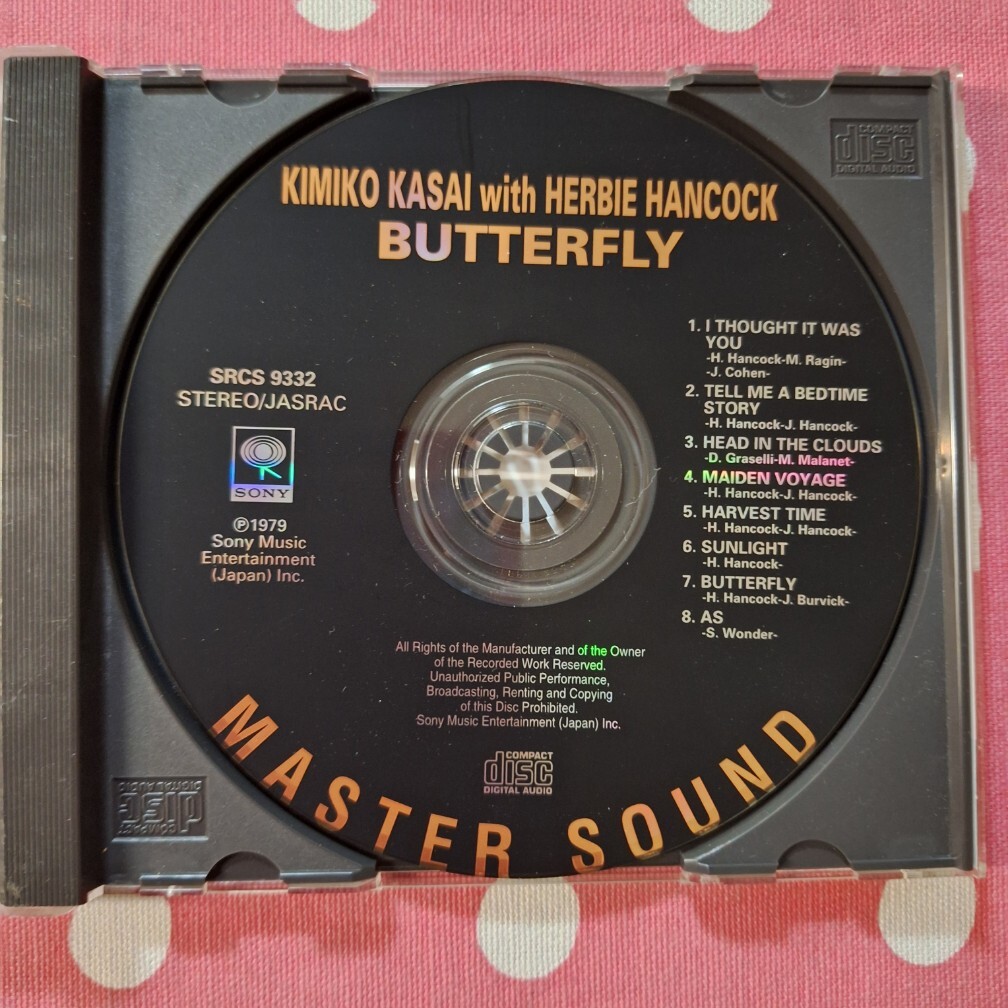 COMPACT
disc
DIGITAL AUDIO
KIMIKO KASAI with HERBIE HANCOCK
BUTTERFLY
SRCS 9332
STEREO/JASRAC
SONY
℗1979
Sony Music
Entertainment
(Japan) Inc.
1. I THOUGHT IT WAS
YOU
-H. Hancock-M. Ragin-
-J. Cohen-
2. TELL ME A BEDTIME
STORY
-H. Hancock-J. Hancock-
3. HEAD IN THE CLOUDS
-D. Graselli-M. Malanet-
4. MAIDEN VOYAGE
-H. Hancock-J. Hancock-
5. HARVEST TIME
-H. Hancock-J. Hancock-
6. SUNLIGHT
-H. Hancock-
7. BUTTERFLY
-H. Hancock-J. Burvick-
8. AS
-S. Wonder-
All Rights of the Manufacturer and of the Owner
of the Recorded Work Reserved.
Unauthorized Public Performance,
Broadcasting, Renting and Copying
of this Disc Prohibited.
Sony Music Entertainment (Japan) Inc.
COMPACT
disc
DIGITAL AUDIO
MASTER SOUND
COMPACT
disc
DIGITAL AUDIO